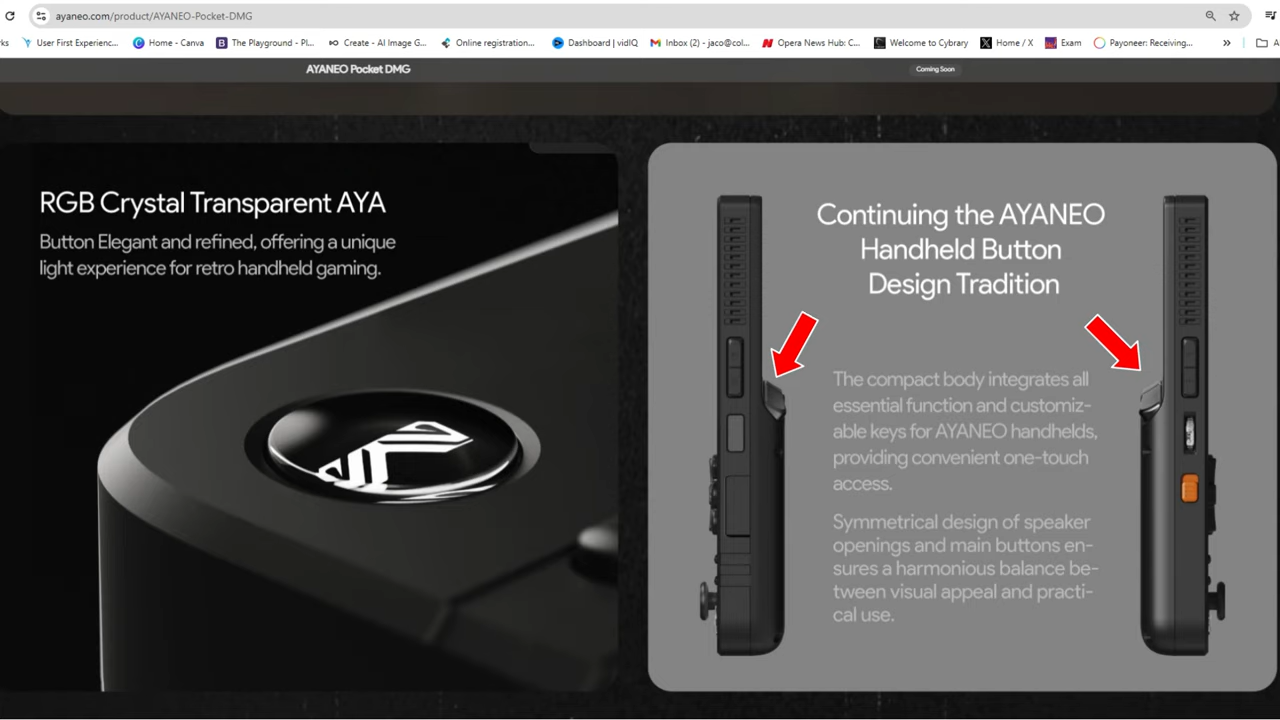 ayaneo.com/product/AYANEO-Pocket-DMG
ks
User First Experienc...
Home - Canva
The Playground - Pl...
Create - AI Image G...
Online registration...
Dashboard | vidIQ
Inbox (2) - jaco@col...
Opera News Hub: C...
Welcome to Cybrary
Home / X
Exam
Payoneer: Receiving...
»
A
AYANEO Pocket DMG
Coming Soon
RGB Crystal Transparent AYA
Button Elegant and refined, offering a unique
light experience for retro handheld gaming.
Continuing the AYANEO
Handheld Button
Design Tradition
The compact body integrates all
essential function and customiz-
able keys for AYANEO handhelds,
providing convenient one-touch
access.
Symmetrical design of speaker
openings and main buttons en-
sures a harmonious balance be-
tween visual appeal and practi-
cal use.